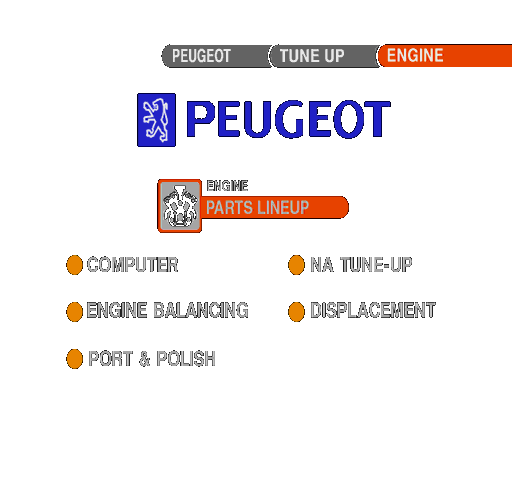 PEUGEOT TUNE UP ENGINE
PEUGEOT
ENGINE
PARTS LINEUP
COMPUTER NA TUNE-UP
ENGINE BALANCING DISPLACEMENT
PORT & POLISH